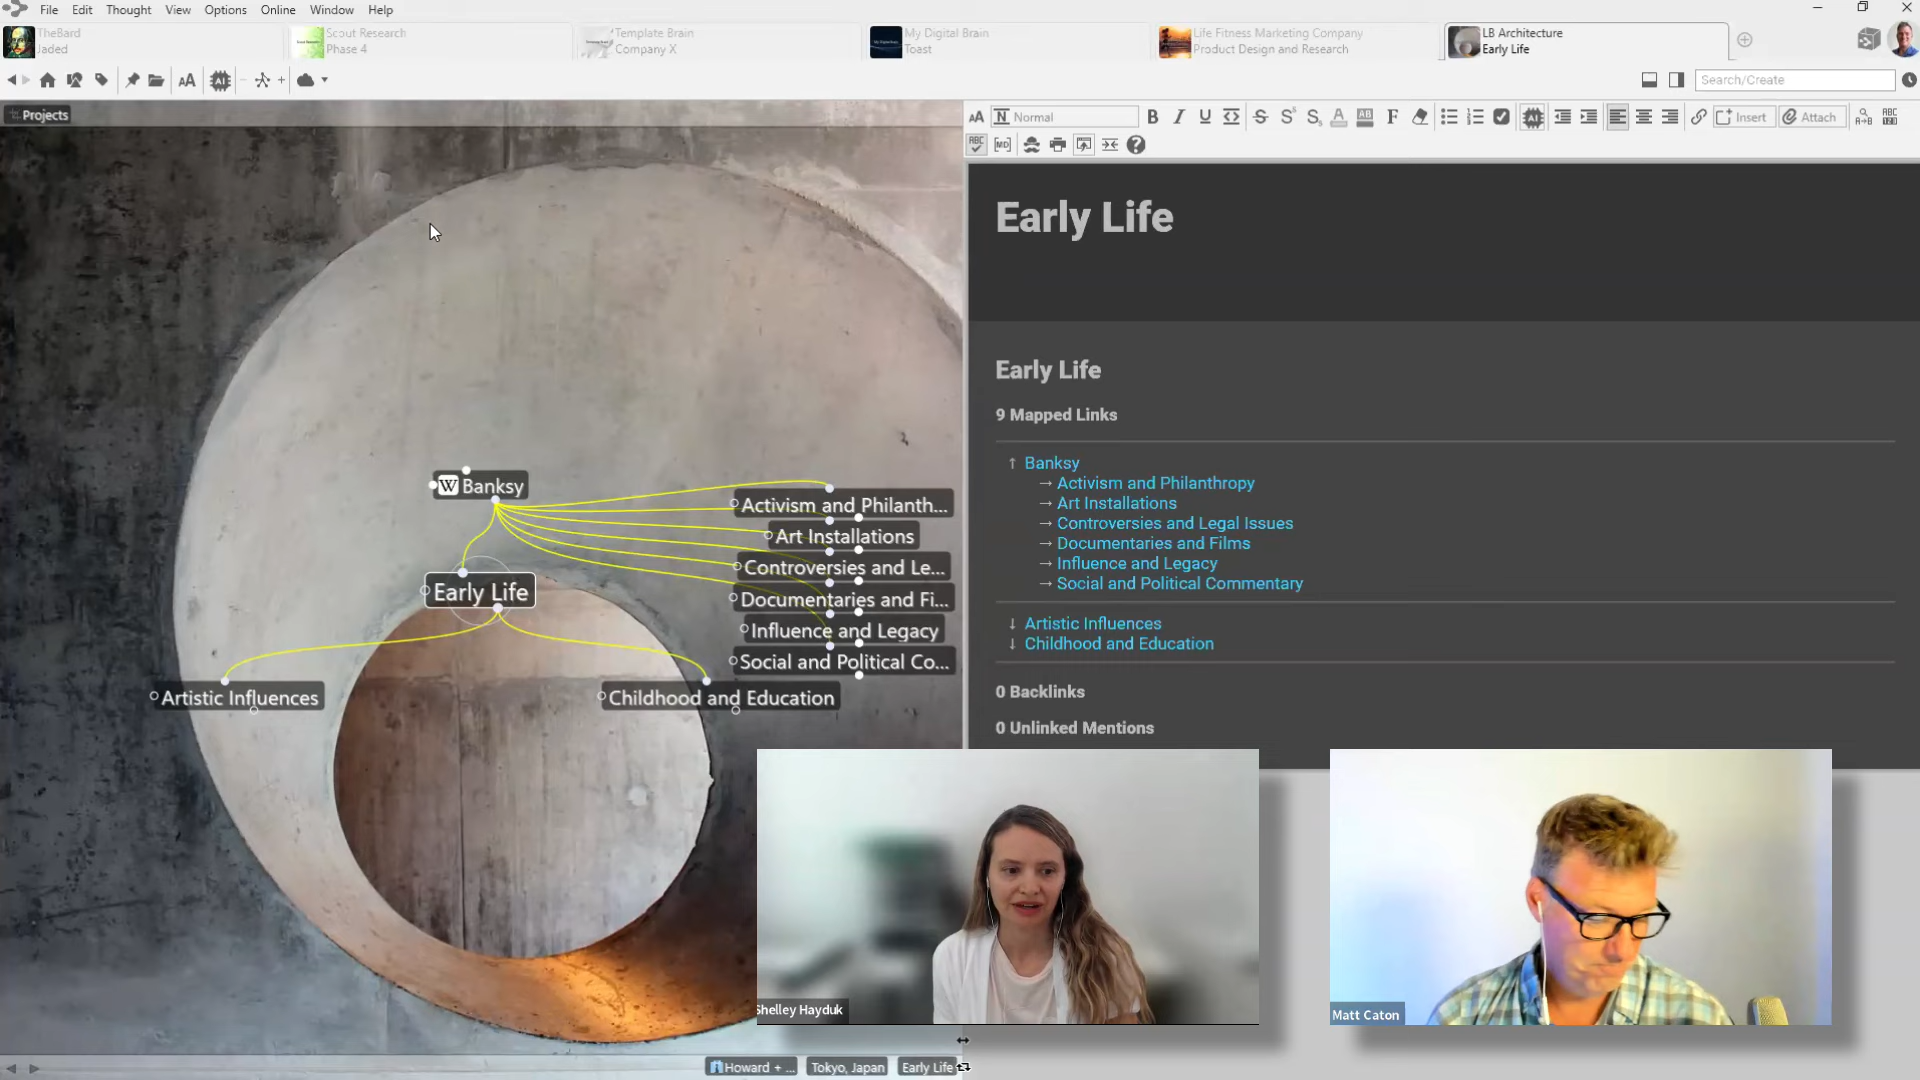 File Edit Thought View Options Online Window Help
TheBard
Jaded
Scout Research
Phase 4
Template Brain
Company X
My Digital Brain
Toast
Life Fitness Marketing Company
Product Design and Research
LB Architecture
Early Life
Search/Create
Projects
Normal
Insert
Attach
Early Life
Early Life
9 Mapped Links
↑ Banksy
→ Activism and Philanthropy
→ Art Installations
→ Controversies and Legal Issues
→ Documentaries and Films
→ Influence and Legacy
→ Social and Political Commentary
↓ Artistic Influences
↓ Childhood and Education
0 Backlinks
0 Unlinked Mentions
W Banksy
Activism and Philanth...
Art Installations
Controversies and Le...
Documentaries and Fi...
Influence and Legacy
Social and Political Co...
Early Life
Artistic Influences
Childhood and Education
Shelley Hayduk
Matt Caton
Howard + ...
Tokyo, Japan
Early Life